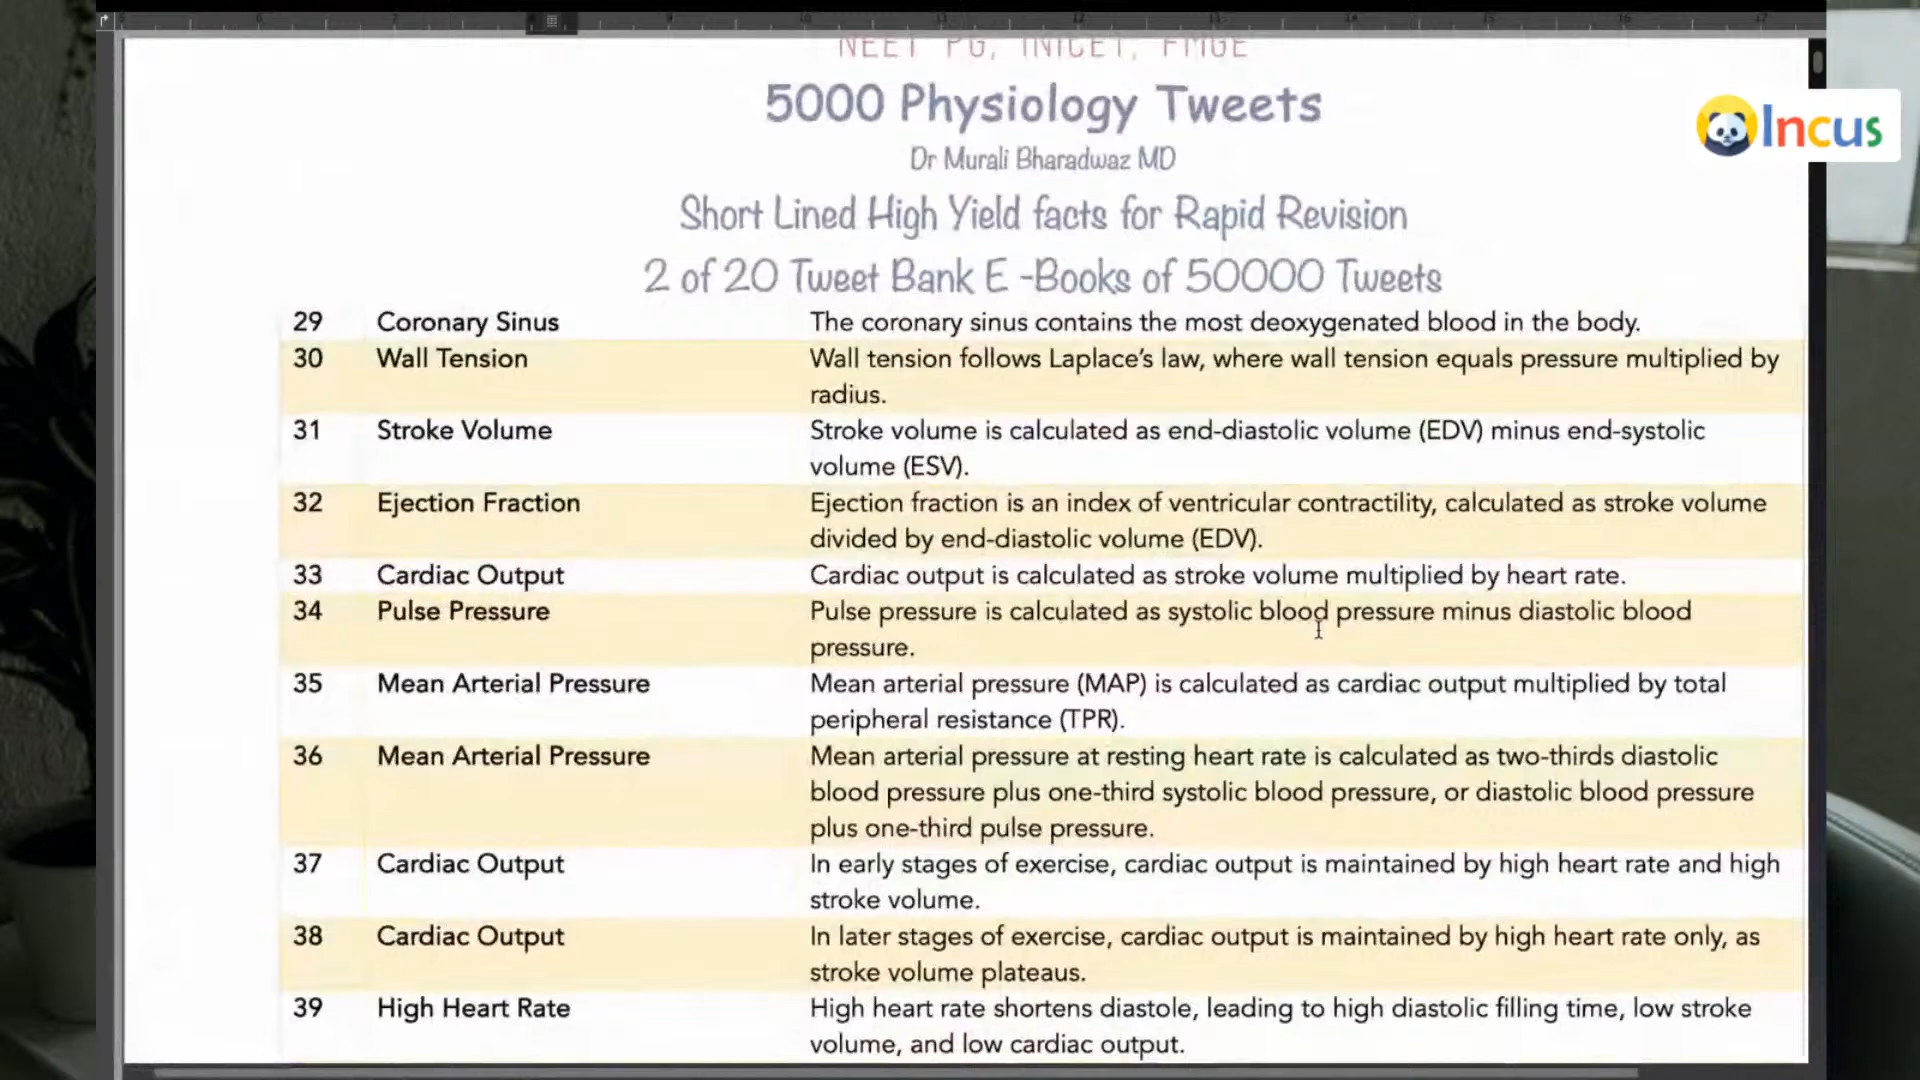 NEET PG, INICET, FMGE
5000 Physiology Tweets
Incus
Dr Murali Bharadwaz MD
Short Lined High Yield facts for Rapid Revision
2 of 20 Tweet Bank E -Books of 50000 Tweets
29 Coronary Sinus The coronary sinus contains the most deoxygenated blood in the body.
30 Wall Tension Wall tension follows Laplace's law, where wall tension equals pressure multiplied by
radius.
31 Stroke Volume Stroke volume is calculated as end-diastolic volume (EDV) minus end-systolic
volume (ESV).
32 Ejection Fraction Ejection fraction is an index of ventricular contractility, calculated as stroke volume
divided by end-diastolic volume (EDV).
33 Cardiac Output Cardiac output is calculated as stroke volume multiplied by heart rate.
34 Pulse Pressure Pulse pressure is calculated as systolic blood pressure minus diastolic blood
pressure.
35 Mean Arterial Pressure Mean arterial pressure (MAP) is calculated as cardiac output multiplied by total
peripheral resistance (TPR).
36 Mean Arterial Pressure Mean arterial pressure at resting heart rate is calculated as two-thirds diastolic
blood pressure plus one-third systolic blood pressure, or diastolic blood pressure
plus one-third pulse pressure.
37 Cardiac Output In early stages of exercise, cardiac output is maintained by high heart rate and high
stroke volume.
38 Cardiac Output In later stages of exercise, cardiac output is maintained by high heart rate only, as
stroke volume plateaus.
39 High Heart Rate High heart rate shortens diastole, leading to high diastolic filling time, low stroke
volume, and low cardiac output.